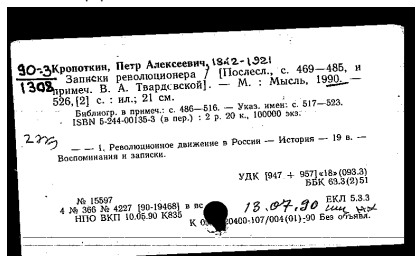 90-3 Кропоткин, Петр Алексеевич, 1842-1921
1308 Записки революционера / [Послесл., с. 469—485, и
примеч. В. А. Твардовской]. — М. : Мысль, 1990. —
526,[2] с. : ил.; 21 см.
Библиогр. в примеч.: с. 486—516. — Указ. имен: с. 517—523.
ISBN 5-244-00135-3 (в пер.) : 2 р. 20 к., 100000 экз.
— — 1. Революционное движение в России — История — 19 в. —
Воспоминания и записки.
УДК [947 + 957]«18»(093.3)
ББК 63.3(2)51
№ 15597
4 № 366 № 4227 [90-19468] в 13.07.90 ЕКЛ 5.3.3
НПО ВКП 10.05.90 К835 К 20400-107/004(01)-90 Без объявл.